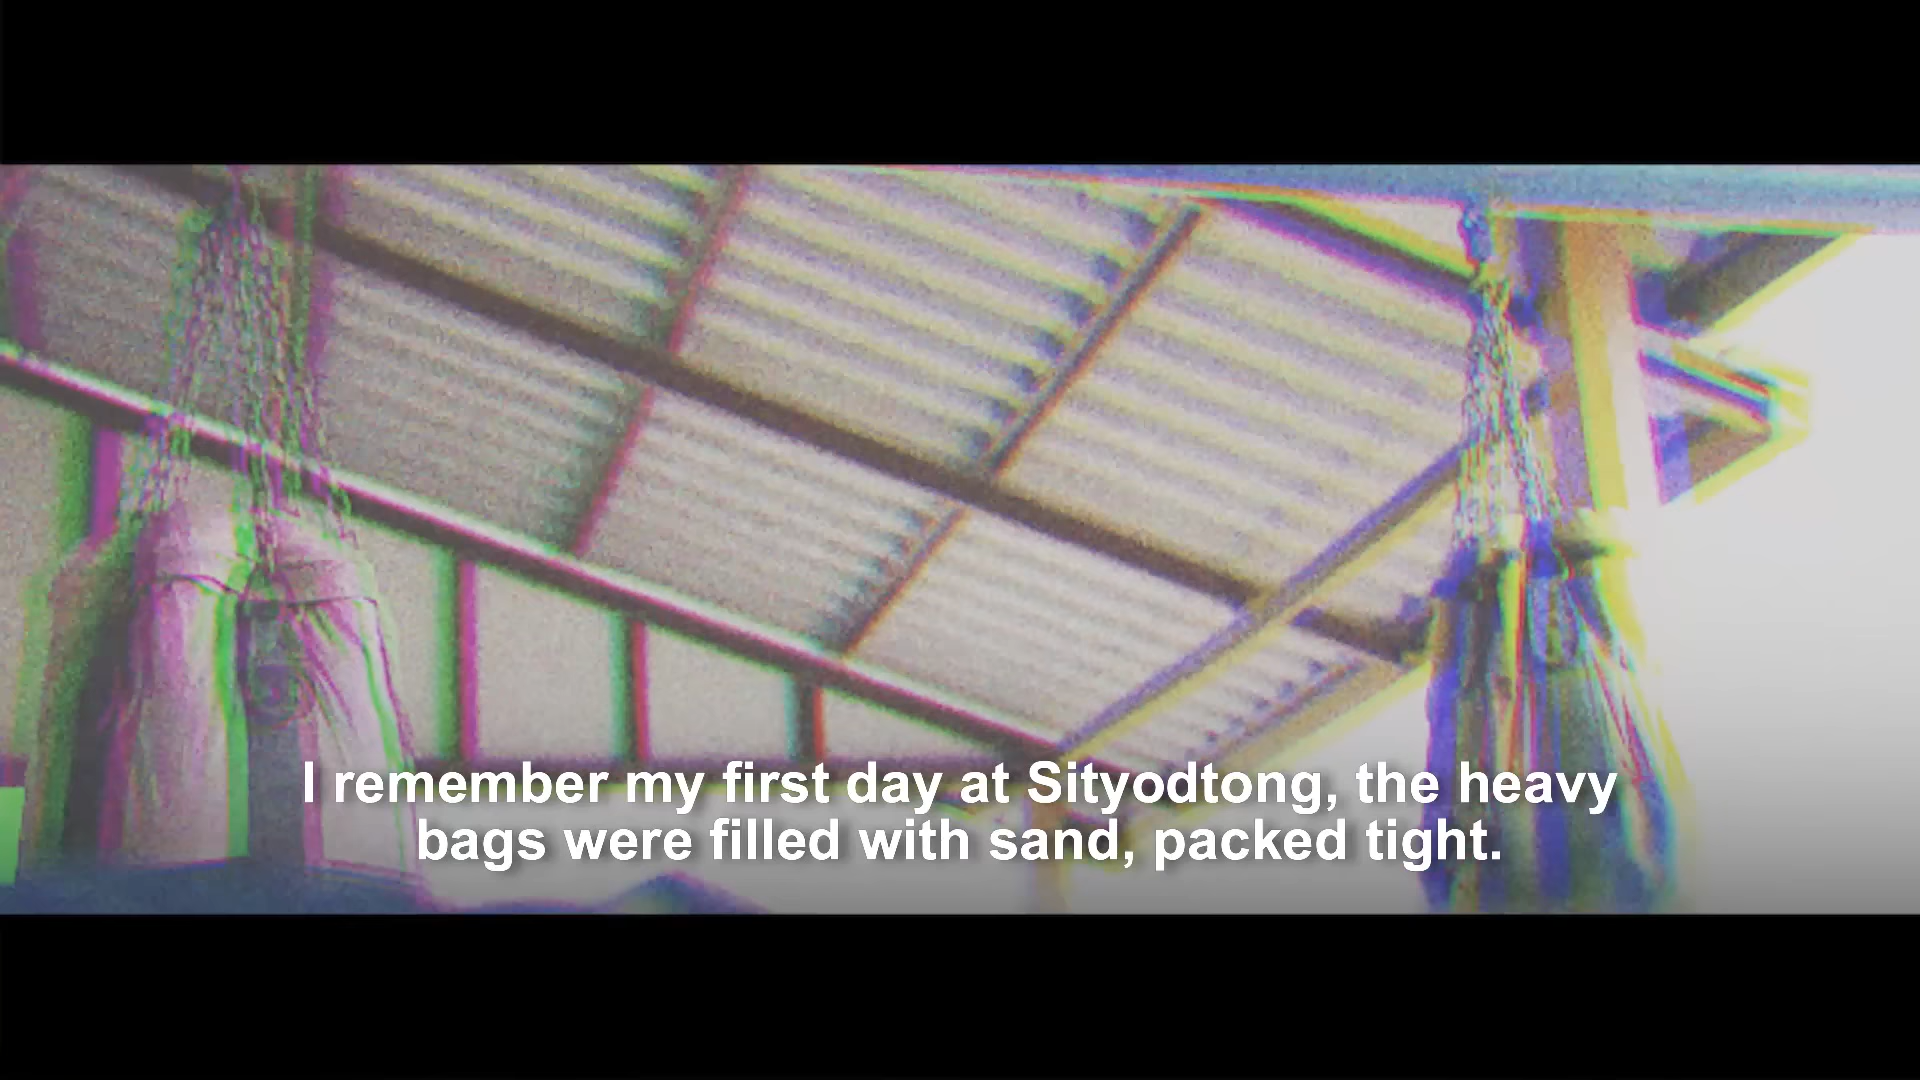 I remember my first day at Sityodtong, the heavy
bags were filled with sand, packed tight.